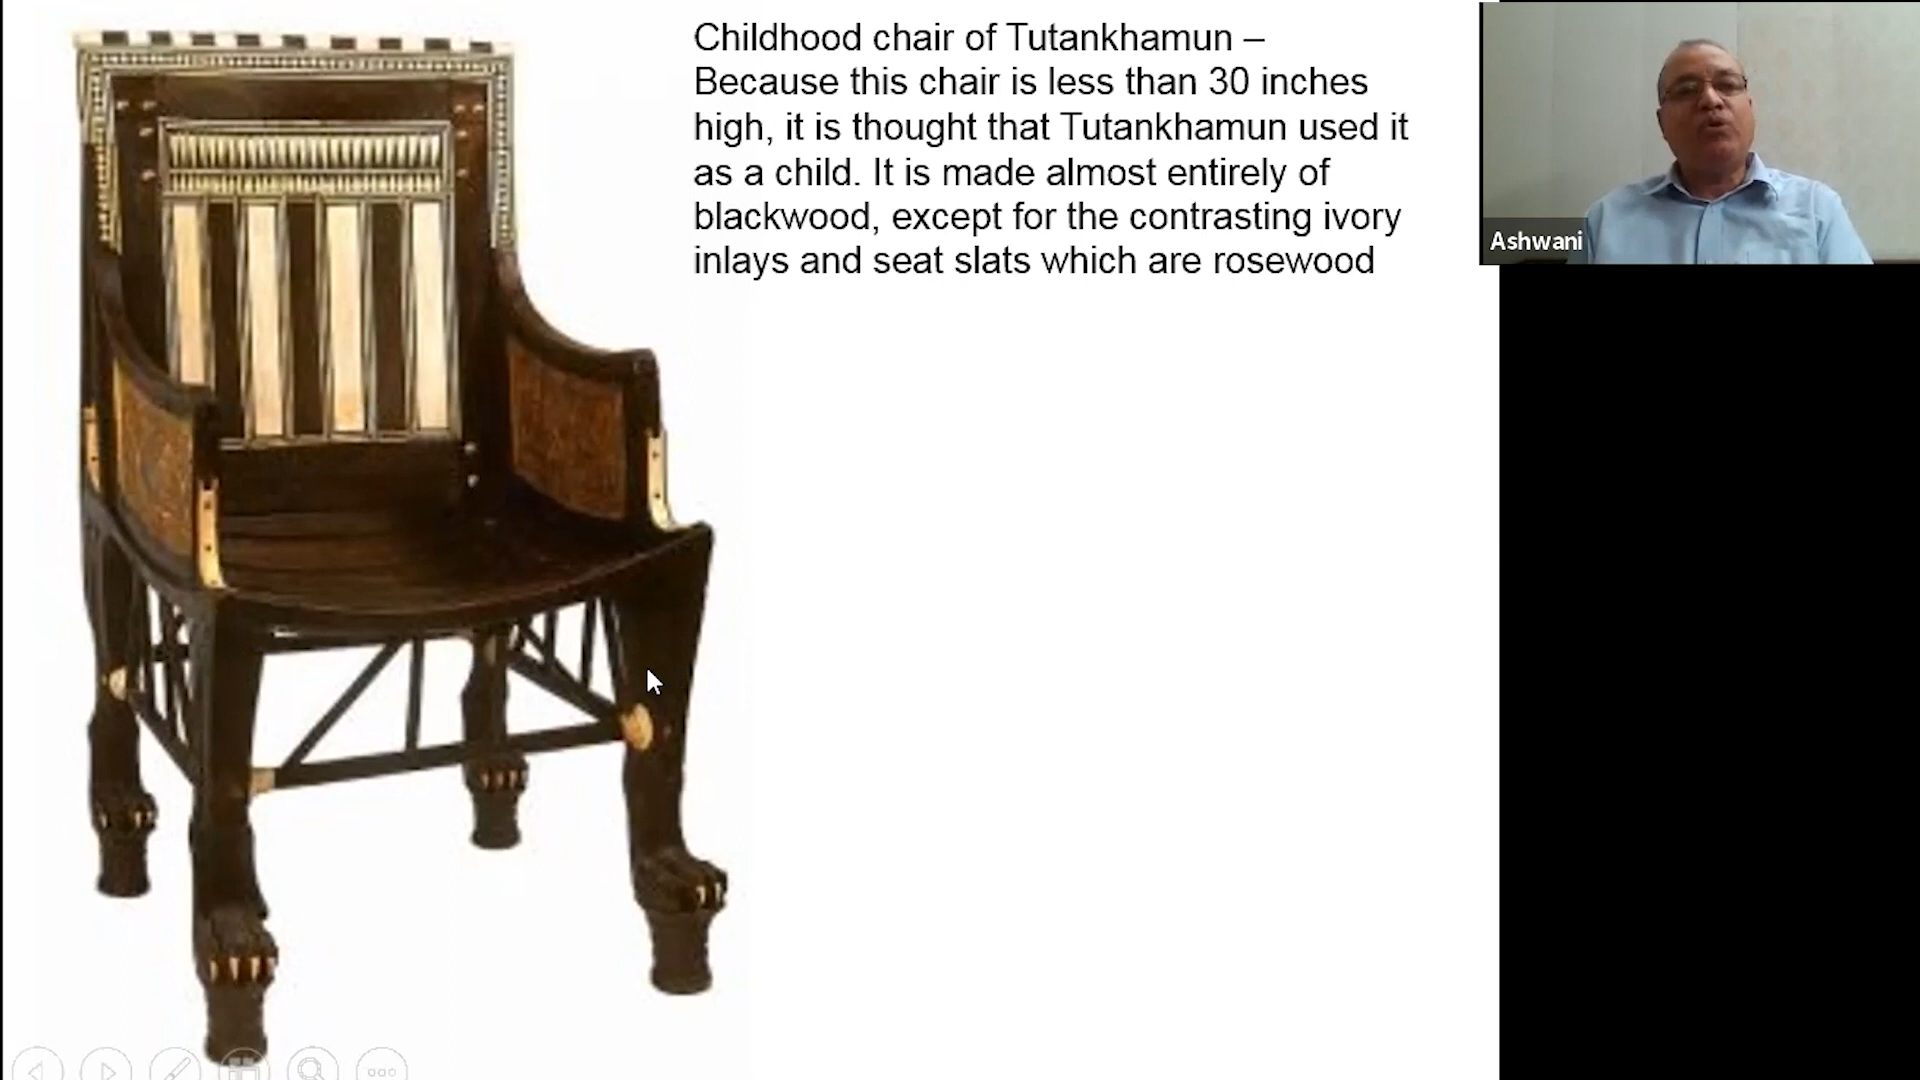 Childhood chair of Tutankhamun –
Because this chair is less than 30 inches
high, it is thought that Tutankhamun used it
as a child. It is made almost entirely of
blackwood, except for the contrasting ivory
inlays and seat slats which are rosewood
Ashwani